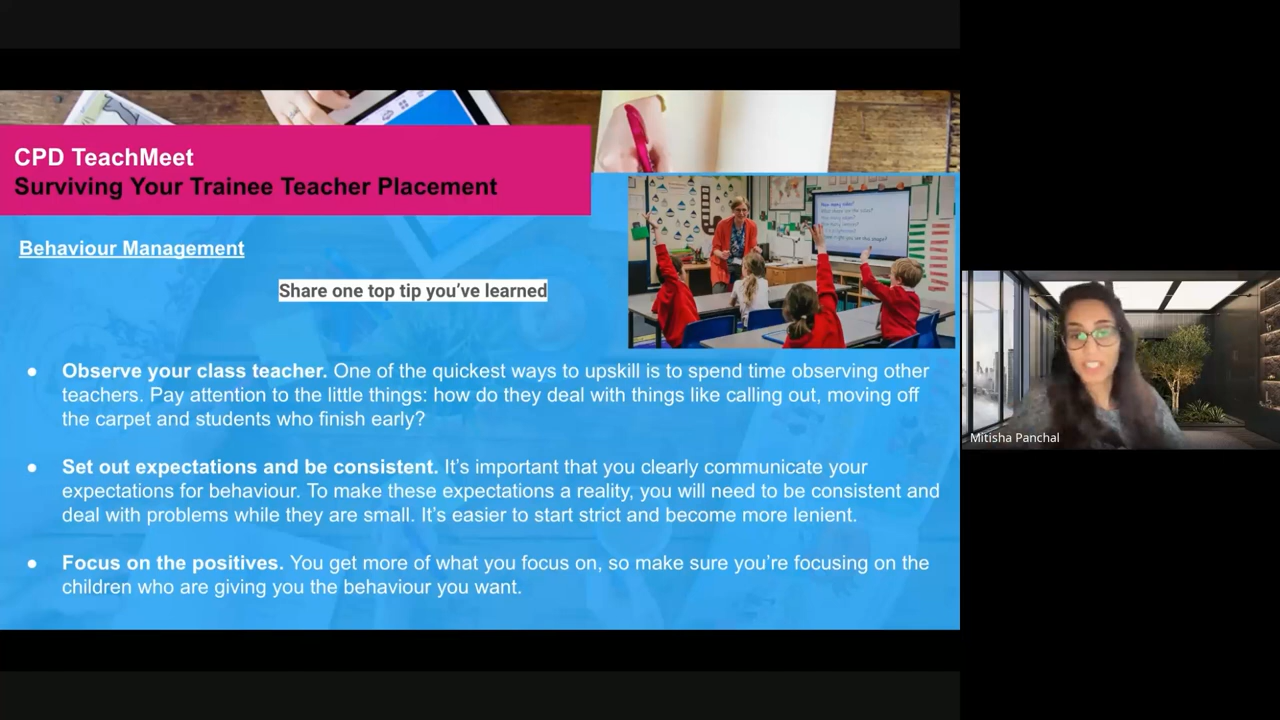 CPD TeachMeet
Surviving Your Trainee Teacher Placement
Behaviour Management
Share one top tip you’ve learned
● Observe your class teacher. One of the quickest ways to upskill is to spend time observing other
teachers. Pay attention to the little things: how do they deal with things like calling out, moving off
the carpet and students who finish early?
● Set out expectations and be consistent. It’s important that you clearly communicate your
expectations for behaviour. To make these expectations a reality, you will need to be consistent and
deal with problems while they are small. It’s easier to start strict and become more lenient.
● Focus on the positives. You get more of what you focus on, so make sure you’re focusing on the
children who are giving you the behaviour you want.
Mitisha Panchal